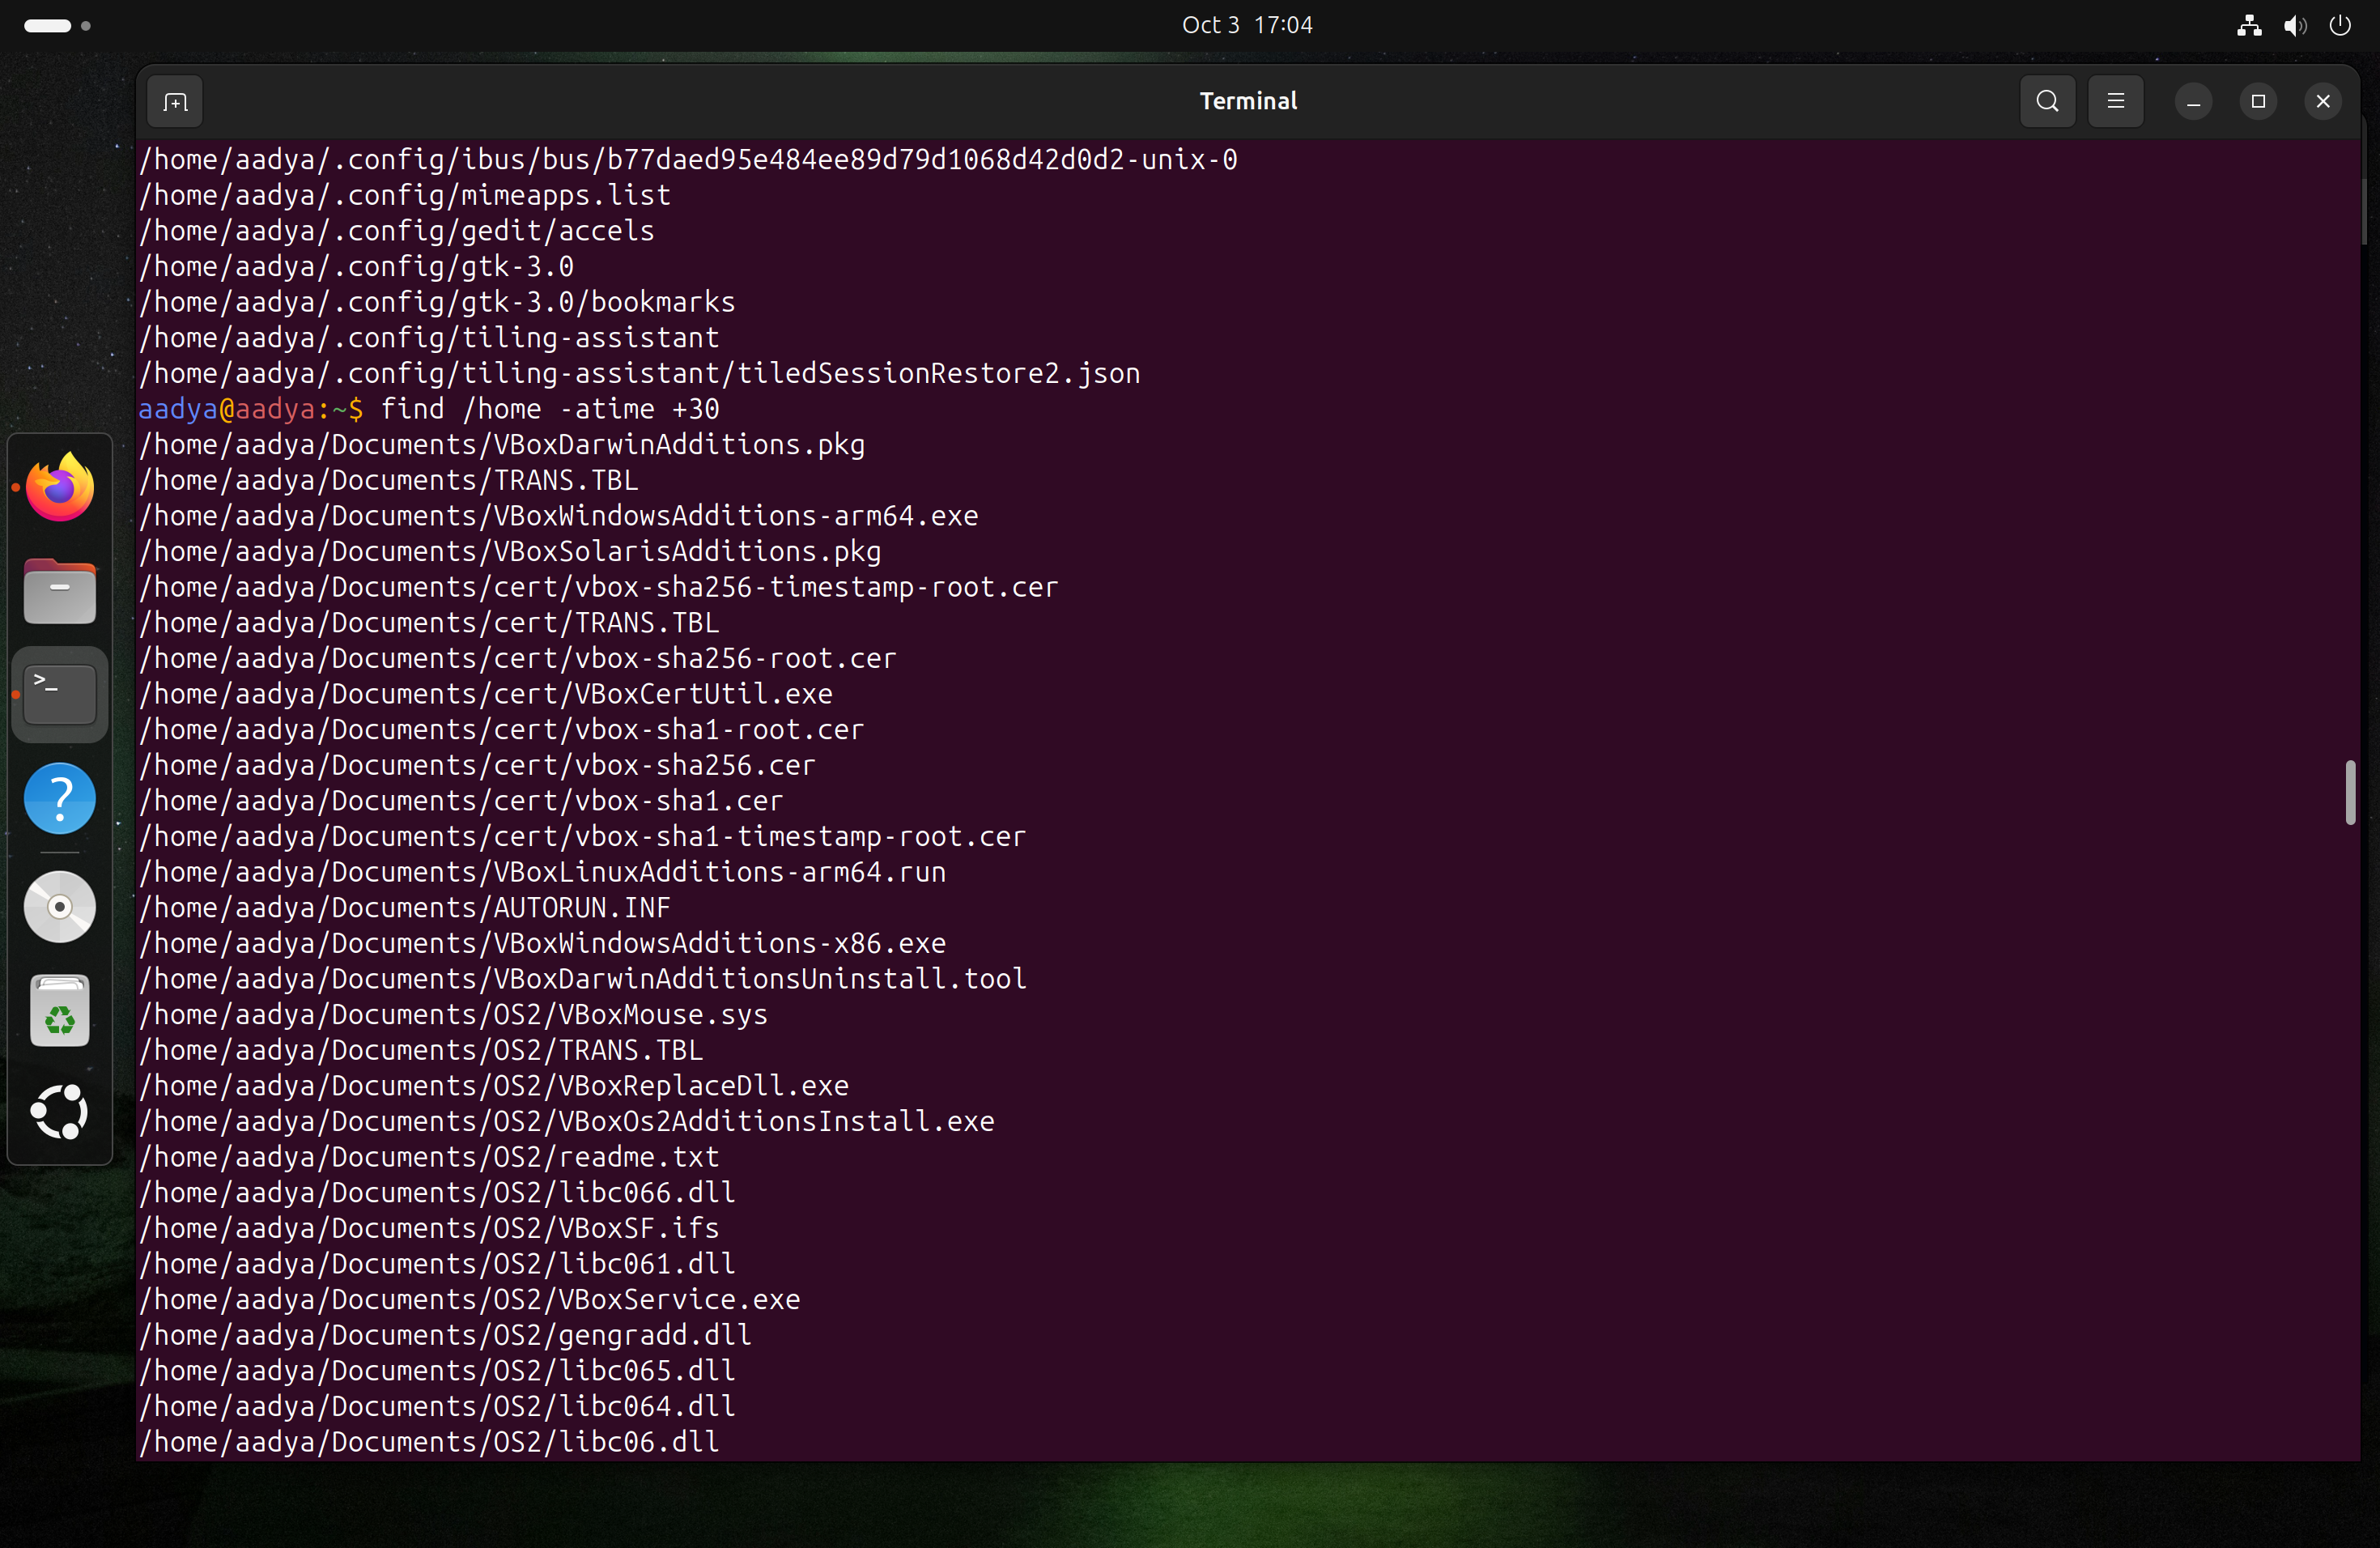 Oct 3 17:04
Terminal
/home/aadya/.config/ibus/bus/b77daed95e484ee89d79d1068d42d0d2-unix-0
/home/aadya/.config/mimeapps.list
/home/aadya/.config/gedit/accels
/home/aadya/.config/gtk-3.0
/home/aadya/.config/gtk-3.0/bookmarks
/home/aadya/.config/tiling-assistant
/home/aadya/.config/tiling-assistant/tiledSessionRestore2.json
aadya@aadya:~$ find /home -atime +30
/home/aadya/Documents/VBoxDarwinAdditions.pkg
/home/aadya/Documents/TRANS.TBL
/home/aadya/Documents/VBoxWindowsAdditions-arm64.exe
/home/aadya/Documents/VBoxSolarisAdditions.pkg
/home/aadya/Documents/cert/vbox-sha256-timestamp-root.cer
/home/aadya/Documents/cert/TRANS.TBL
/home/aadya/Documents/cert/vbox-sha256-root.cer
/home/aadya/Documents/cert/VBoxCertUtil.exe
/home/aadya/Documents/cert/vbox-sha1-root.cer
/home/aadya/Documents/cert/vbox-sha256.cer
/home/aadya/Documents/cert/vbox-sha1.cer
/home/aadya/Documents/cert/vbox-sha1-timestamp-root.cer
/home/aadya/Documents/VBoxLinuxAdditions-arm64.run
/home/aadya/Documents/AUTORUN.INF
/home/aadya/Documents/VBoxWindowsAdditions-x86.exe
/home/aadya/Documents/VBoxDarwinAdditionsUninstall.tool
/home/aadya/Documents/OS2/VBoxMouse.sys
/home/aadya/Documents/OS2/TRANS.TBL
/home/aadya/Documents/OS2/VBoxReplaceDll.exe
/home/aadya/Documents/OS2/VBoxOs2AdditionsInstall.exe
/home/aadya/Documents/OS2/readme.txt
/home/aadya/Documents/OS2/libc066.dll
/home/aadya/Documents/OS2/VBoxSF.ifs
/home/aadya/Documents/OS2/libc061.dll
/home/aadya/Documents/OS2/VBoxService.exe
/home/aadya/Documents/OS2/gengradd.dll
/home/aadya/Documents/OS2/libc065.dll
/home/aadya/Documents/OS2/libc064.dll
/home/aadya/Documents/OS2/libc06.dll